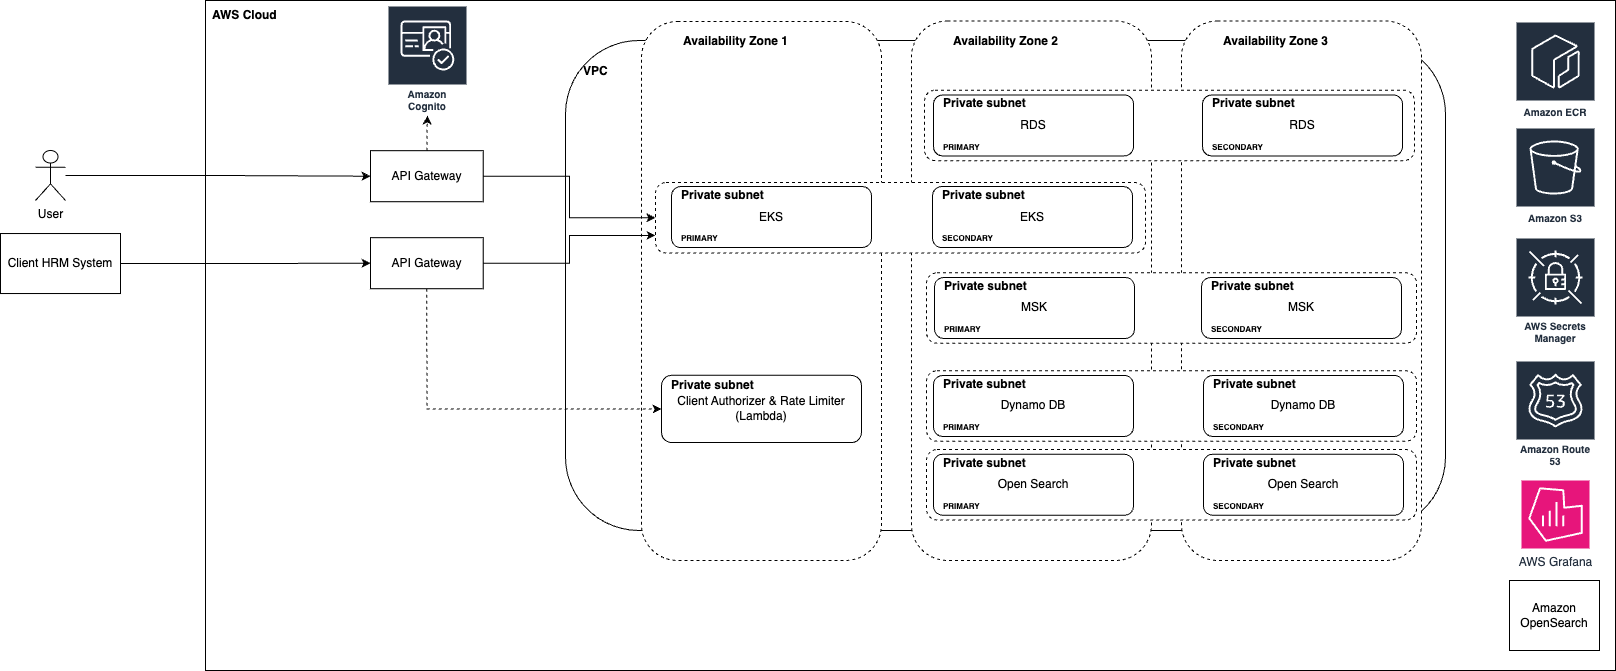 AWS Cloud
Amazon
Cognito
VPC
Availability Zone 1
Availability Zone 2
Availability Zone 3
User
Client HRM System
API Gateway
API Gateway
Private subnet
RDS
PRIMARY
Private subnet
RDS
SECONDARY
Private subnet
EKS
PRIMARY
Private subnet
EKS
SECONDARY
Private subnet
MSK
PRIMARY
Private subnet
MSK
SECONDARY
Private subnet
Client Authorizer & Rate Limiter
(Lambda)
Private subnet
Dynamo DB
PRIMARY
Private subnet
Dynamo DB
SECONDARY
Private subnet
Open Search
PRIMARY
Private subnet
Open Search
SECONDARY
Amazon ECR
Amazon S3
AWS Secrets
Manager
53
Amazon Route
53
AWS Grafana
Amazon
OpenSearch